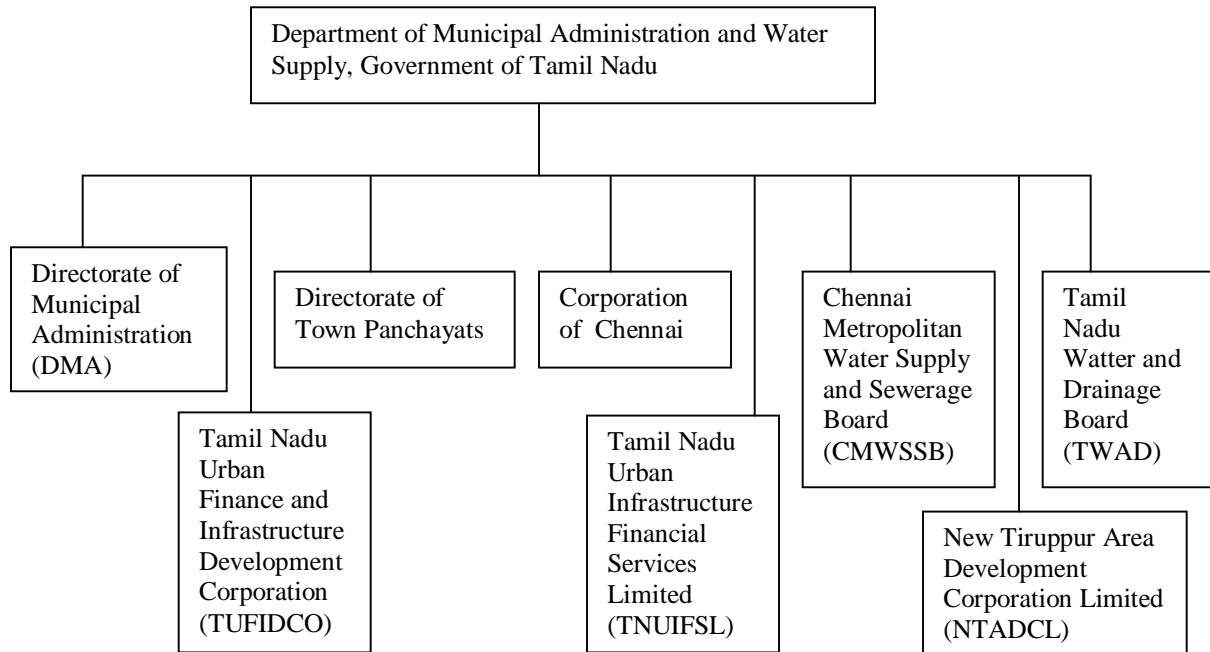 Department of Municipal Administration and Water
Supply, Government of Tamil Nadu
Directorate of
Municipal
Administration
(DMA)
Tamil Nadu
Urban
Finance and
Infrastructure
Development
Corporation
(TUFIDCO)
Directorate of
Town Panchayats
Corporation
of Chennai
Tamil Nadu
Urban
Infrastructure
Financial
Services
Limited
(TNUIFSL)
Chennai
Metropolitan
Water Supply
and Sewerage
Board
(CMWSSB)
New Tiruppur Area
Development
Corporation Limited
(NTADCL)
Tamil
Nadu
Watter and
Drainage
Board
(TWAD)